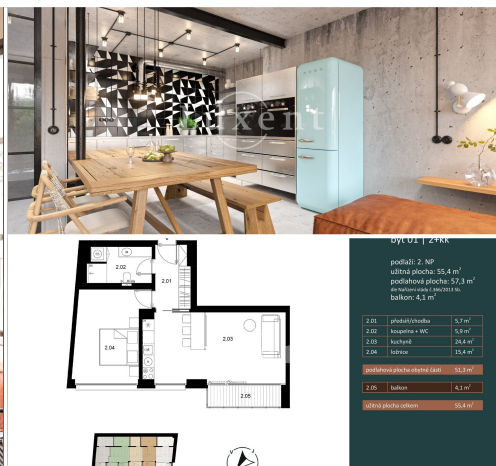 SMEG
byt 01 | 2+kk
podlaží: 2. NP
užitná plocha: 55,4 m²
podlahová plocha: 57,3 m²
dle Nařízení vlády č.366/2013 Sb.
balkon: 4,1 m²
2.01 předsíň/chodba 5,7 m²
2.02 koupelna + WC 5,9 m²
2.03 kuchyně 24,4 m²
2.04 ložnice 15,4 m²
podlahová plocha obytné části 51,3 m²
2.05 balkon 4,1 m²
užitná plocha celkem 55,4 m²
2.02
2.01
2.03
2.04
2.05